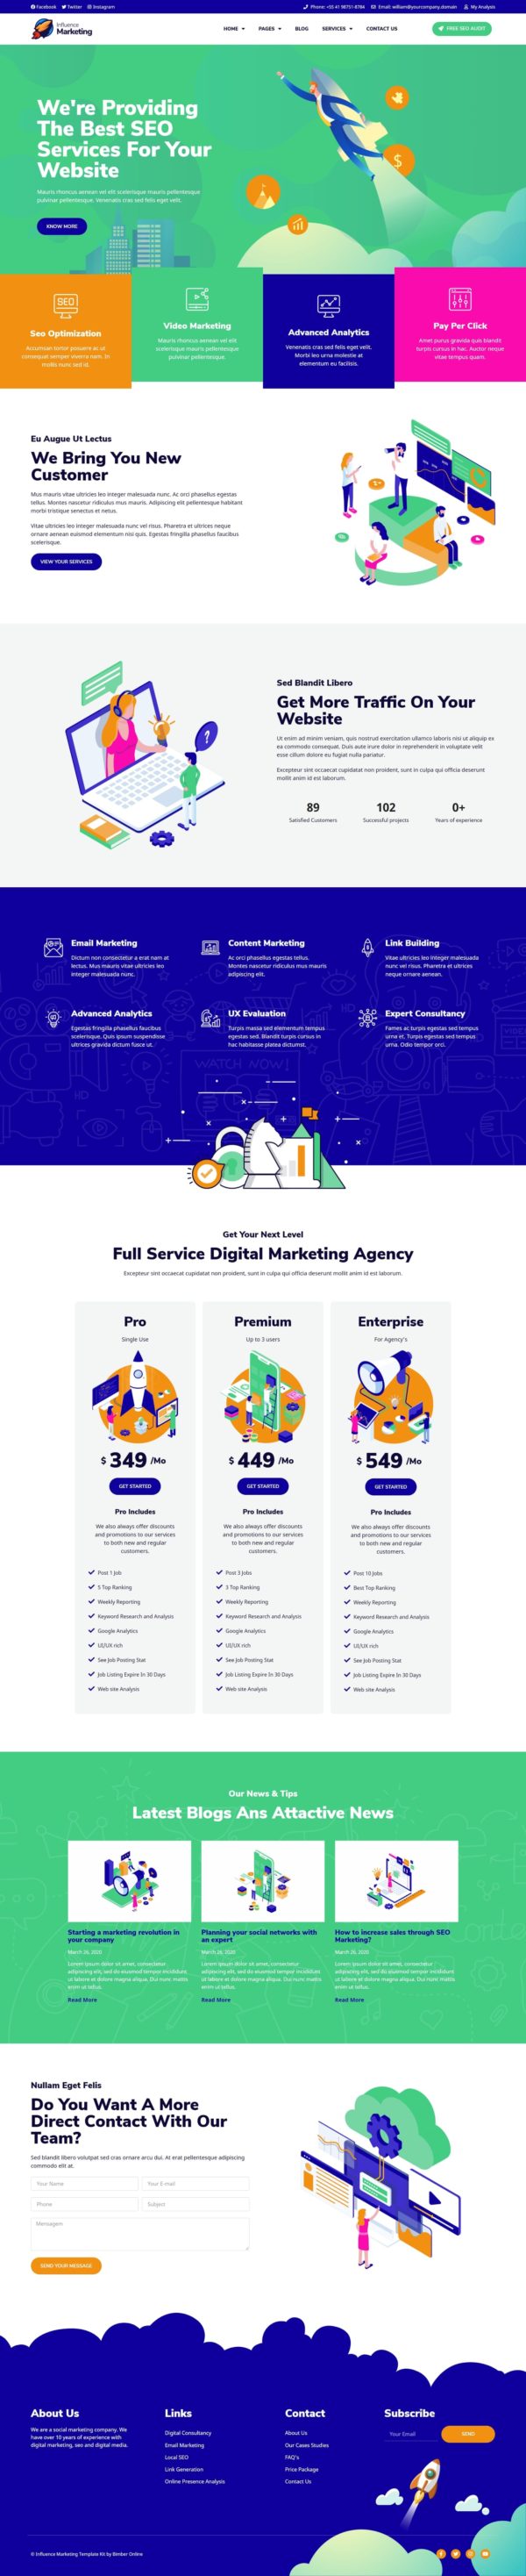 Facebook Twitter Instagram
Phone: +55 41 98751-8784 Email: william@yourcompany.domain My Analysis
Influence
Marketing
HOME PAGES BLOG SERVICES CONTACT US
FREE SEO AUDIT
We're Providing
The Best SEO
Services For Your
Website
Mauris rhoncus aenean vel elit scelerisque mauris pellentesque
pulvinar pellentesque. Venenatis cras sed felis eget velit.
KNOW MORE
$
SEO
Seo Optimization
Accumsan tortor posuere ac ut
consequat semper viverra nam. In
mollis nunc sed id.
Video Marketing
Mauris rhoncus aenean vel elit
scelerisque mauris pellentesque
pulvinar pellentesque.
Advanced Analytics
Venenatis cras sed felis eget velit.
Morbi leo urna molestie at
elementum eu facilisis.
Pay Per Click
Amet purus gravida quis blandit
turpis cursus in hac. Auctor neque
vitae tempus quam.
Eu Augue Ut Lectus
We Bring You New
Customer
Mus mauris vitae ultricies leo integer malesuada nunc. Ac orci phasellus egestas
tellus. Montes nascetur ridiculus mus mauris. Adipiscing elit pellentesque habitant
morbi tristique senectus et netus.
Vitae ultricies leo integer malesuada nunc vel risus. Pharetra et ultrices neque
ornare aenean euismod elementum nisi quis. Egestas fringilla phasellus faucibus
scelerisque.
VIEW YOUR SERVICES
?
Sed Blandit Libero
Get More Traffic On Your
Website
Ut enim ad minim veniam, quis nostrud exercitation ullamco laboris nisi ut aliquip ex
ea commodo consequat. Duis aute irure dolor in reprehenderit in voluptate velit
esse cillum dolore eu fugiat nulla pariatur.
Excepteur sint occaecat cupidatat non proident, sunt in culpa qui officia deserunt
mollit anim id est laborum.
89 102 0+
Satisfied Customers Successful projects Years of experience
Email Marketing
Dictum non consectetur a erat nam at
lectus. Mus mauris vitae ultricies leo
integer malesuada nunc.
Content Marketing
Ac orci phasellus egestas tellus.
Montes nascetur ridiculus mus mauris
adipiscing elit.
Link Building
Vitae ultricies leo integer malesuada
nunc vel risus. Pharetra et ultrices
neque ornare aenean.
Advanced Analytics
Egestas fringilla phasellus faucibus
scelerisque. Quis ipsum suspendisse
ultrices gravida dictum fusce ut.
UX Evaluation
Turpis massa sed elementum tempus
egestas sed. Blandit turpis cursus in
hac habitasse platea dictumst.
Expert Consultancy
Fames ac turpis egestas sed tempus
urna et. Turpis egestas sed tempus
urna. Odio tempor orci.
HD
WATCH NOW!
HD
Get Your Next Level
Full Service Digital Marketing Agency
Excepteur sint occaecat cupidatat non proident, sunt in culpa qui officia deserunt mollit anim id est laborum.
Pro
Single Use
$ 349 /Mo
GET STARTED
Pro Includes
We also always offer discounts
and promotions to our services
to both new and regular
customers.
Post 1 Job
5 Top Ranking
Weekly Reporting
Keyword Research and Analysis
Google Analytics
UI/UX rich
See Job Posting Stat
Job Listing Expire In 30 Days
Web site Analysis
Premium
Up to 3 users
$ 449 /Mo
GET STARTED
Pro Includes
We also always offer discounts
and promotions to our services
to both new and regular
customers.
Post 3 Jobs
3 Top Ranking
Weekly Reporting
Keyword Research and Analysis
Google Analytics
UI/UX rich
See Job Posting Stat
Job Listing Expire In 30 Days
Web site Analysis
Enterprise
For Agency's
$ 549 /Mo
GET STARTED
Pro Includes
We also always offer discounts
and promotions to our services
to both new and regular
customers.
Post 10 Jobs
Best Top Ranking
Weekly Reporting
Keyword Research and Analysis
Google Analytics
UI/UX rich
See Job Posting Stat
Job Listing Expire In 30 Days
Web site Analysis
Our News & Tips
Latest Blogs Ans Attactive News
Starting a marketing revolution in
your company
March 26, 2020
Lorem ipsum dolor sit amet, consectetur
adipiscing elit, sed do eiusmod tempor incididunt
ut labore et dolore magna aliqua. Dui nunc mattis
enim ut tellus.
Read More
Planning your social networks with
an expert
March 26, 2020
Lorem ipsum dolor sit amet, consectetur
adipiscing elit, sed do eiusmod tempor incididunt
ut labore et dolore magna aliqua. Dui nunc mattis
enim ut tellus.
Read More
How to increase sales through SEO
Marketing?
March 26, 2020
Lorem ipsum dolor sit amet, consectetur
adipiscing elit, sed do eiusmod tempor incididunt
ut labore et dolore magna aliqua. Dui nunc mattis
enim ut tellus.
Read More
Nullam Eget Felis
Do You Want A More
Direct Contact With Our
Team?
Sed blandit libero volutpat sed cras ornare arcu dui. At erat pellentesque adipiscing
commodo elit at.
Your Name Your E-mail
Phone Subject
Mensagem
SEND YOUR MESSAGE
About Us
We are a social marketing company. We
have over 10 years of experience with
digital marketing, seo and digital media.
Links
Digital Consultancy
Email Marketing
Local SEO
Link Generation
Online Presence Analysis
Contact
About Us
Our Cases Studies
FAQ's
Price Package
Contact Us
Subscribe
Your Email SEND
© Influence Marketing Template Kit by Bimber Online